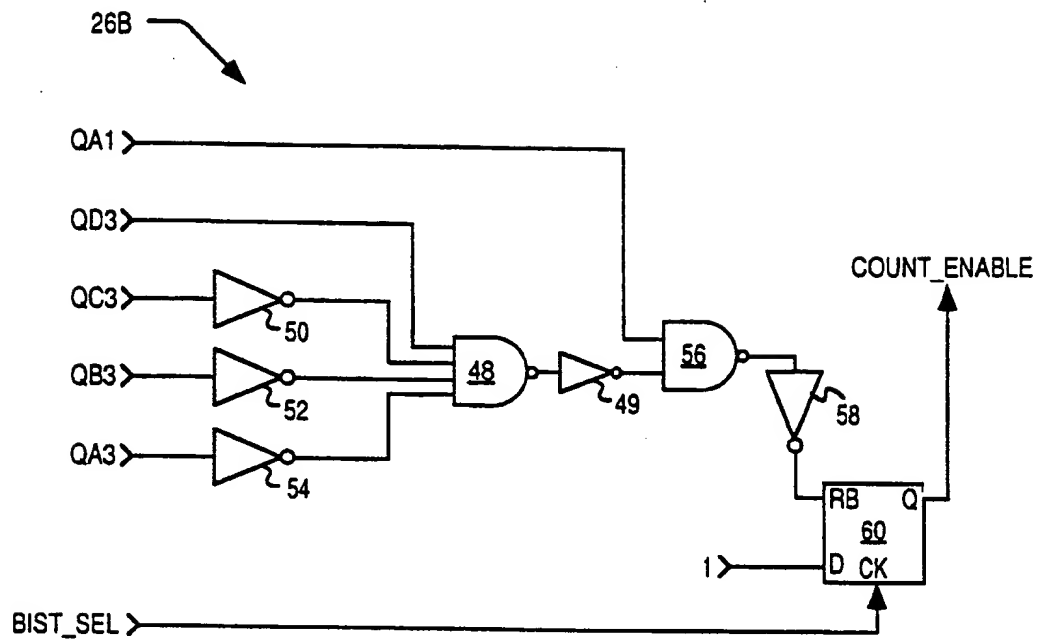 26B
QA1
QD3
COUNT_ENABLE
QC3
50
48
56
QB3
52
49
58
QA3
54
RB Q
60
1
D CK
BIST_SEL